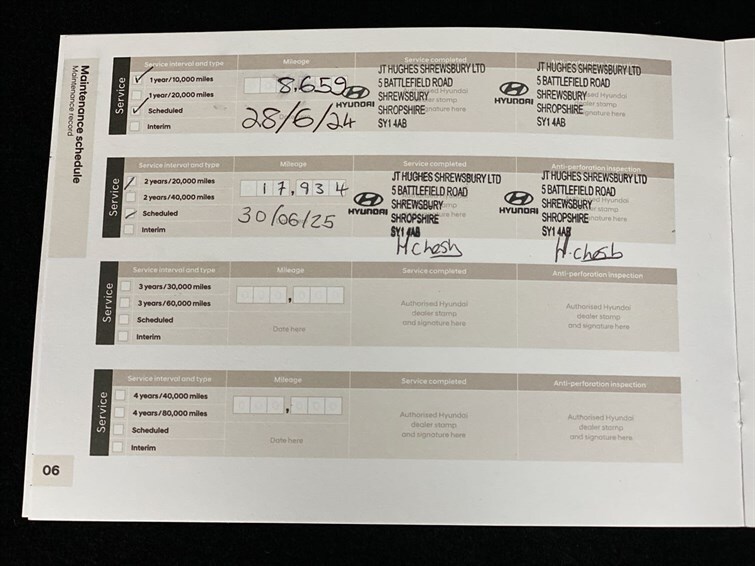 Maintenance schedule
Maintenance record
Service
Service interval and type
Mileage
Service completed
✓ 1 year/10,000 miles
1 year/20,000 miles
✓ Scheduled
Interim
8,659
28/6/24
HYUNDAI
JT HUGHES SHREWSBURY LTD
5 BATTLEFIELD ROAD
SHREWSBURY
SHROPSHIRE
SY1 4AB
HYUNDAI
JT HUGHES SHREWSBURY LTD
5 BATTLEFIELD ROAD
SHREWSBURY
SHROPSHIRE
SY1 4AB
Service
Service interval and type
Mileage
Service completed
Anti-perforation inspection
2 years/20,000 miles
2 years/40,000 miles
Scheduled
Interim
17,934
30/06/25
HYUNDAI
JT HUGHES SHREWSBURY LTD
5 BATTLEFIELD ROAD
SHREWSBURY
SHROPSHIRE
SY1 4AB
HYUNDAI
JT HUGHES SHREWSBURY LTD
5 BATTLEFIELD ROAD
SHREWSBURY
SHROPSHIRE
SY1 4AB
Service
Service interval and type
Mileage
Service completed
Anti-perforation inspection
3 years/30,000 miles
3 years/60,000 miles
Scheduled
Interim
Date here
Authorised Hyundai
dealer stamp
and signature here
Authorised Hyundai
dealer stamp
and signature here
Service
Service interval and type
Mileage
Service completed
Anti-perforation inspection
4 years/40,000 miles
4 years/80,000 miles
Scheduled
Interim
Date here
Authorised Hyundai
dealer stamp
and signature here
Authorised Hyundai
dealer stamp
and signature here
06